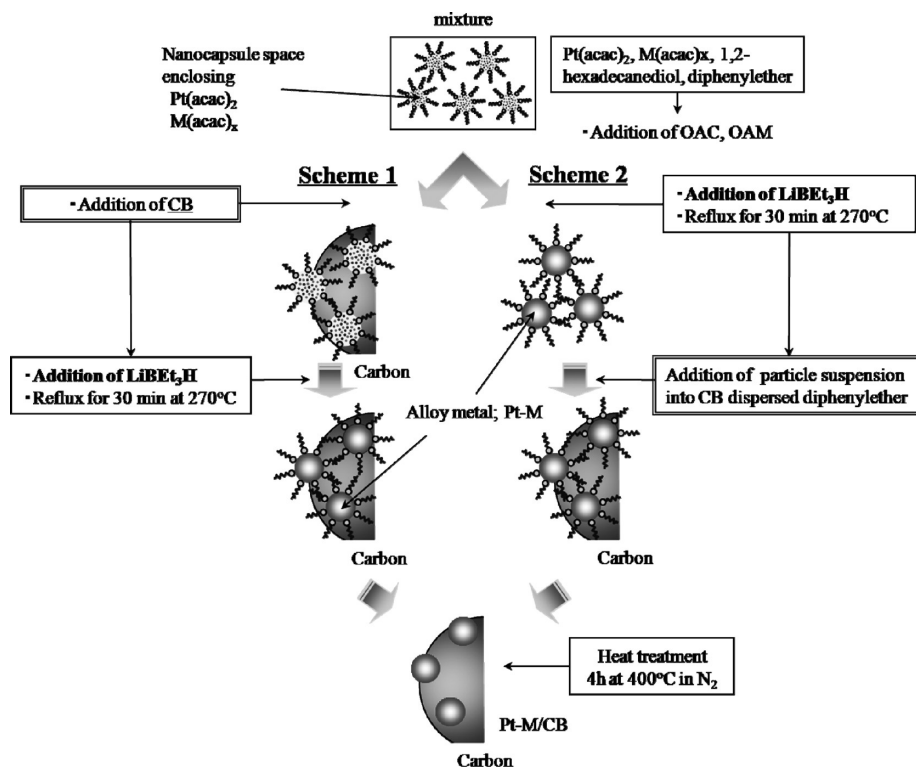 mixture
Nanocapsule space
enclosing
Pt(acac)₂
M(acac)ₓ
Pt(acac)₂, M(acac)x, 1,2-
hexadecanediol, diphenylether
- Addition of OAC, OAM
Scheme 1
Scheme 2
- Addition of CB
- Addition of LiBEt₃H
- Reflux for 30 min at 270°C
Carbon
- Addition of LiBEt₃H
- Reflux for 30 min at 270°C
Addition of particle suspension
into CB dispersed diphenylether
Alloy metal; Pt-M
Carbon
Carbon
Heat treatment
4h at 400°C in N₂
Pt-M/CB
Carbon